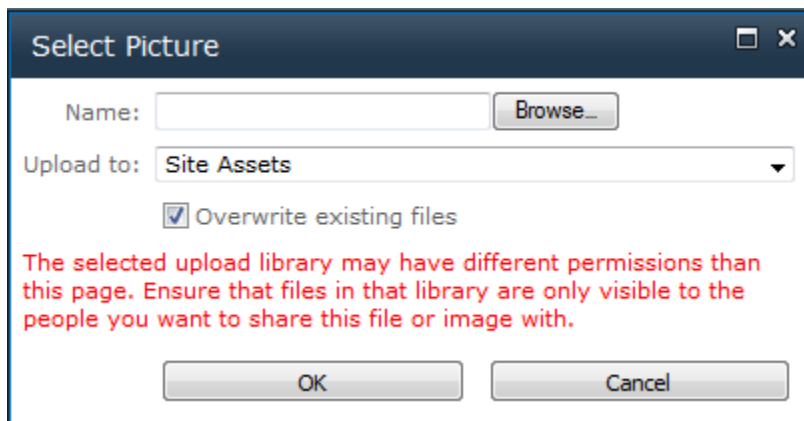 Select Picture
Name:
Browse...
Upload to: Site Assets
Overwrite existing files
The selected upload library may have different permissions than
this page. Ensure that files in that library are only visible to the
people you want to share this file or image with.
OK Cancel